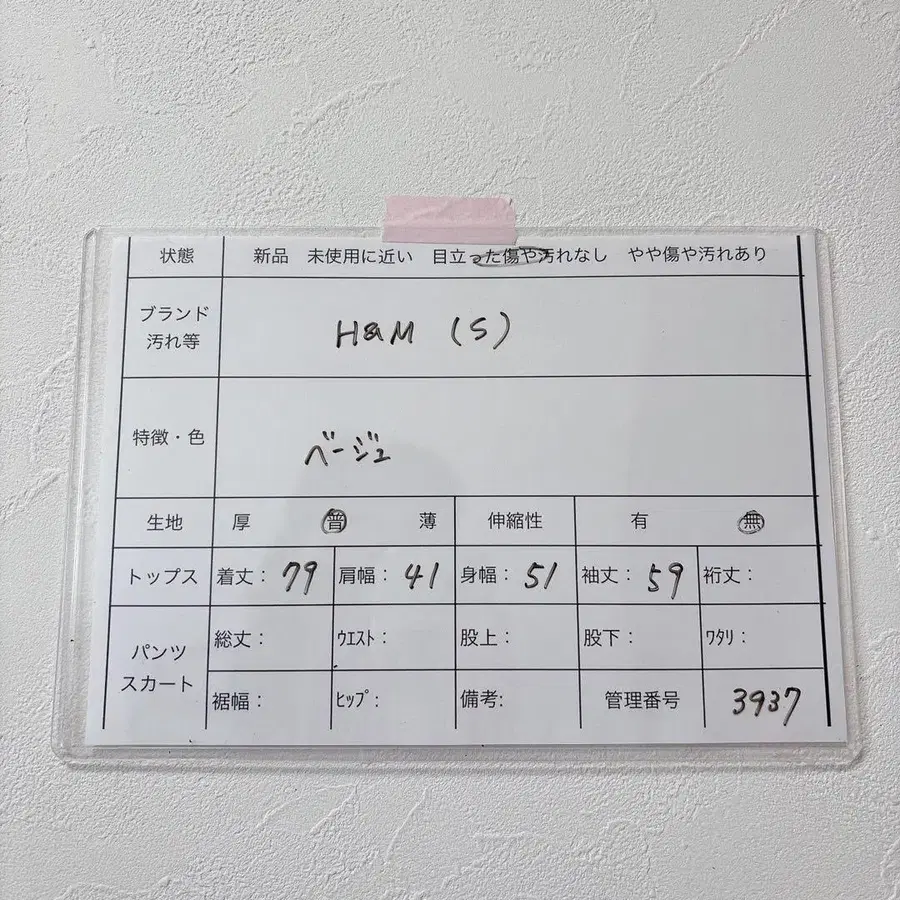 状態 新品 未使用に近い 目立った傷や汚れなし やや傷や汚れあり
ブランド
汚れ等
H&M (S)
特徴・色 ベージュ
生地 厚 普 薄 伸縮性 有 無
トップス 着丈: 79 肩幅: 41 身幅: 51 袖丈: 59 裄丈:
パンツ
スカート
総丈: ウエスト: 股上: 股下: ワタリ:
裾幅: ヒップ: 備考: 管理番号 3937